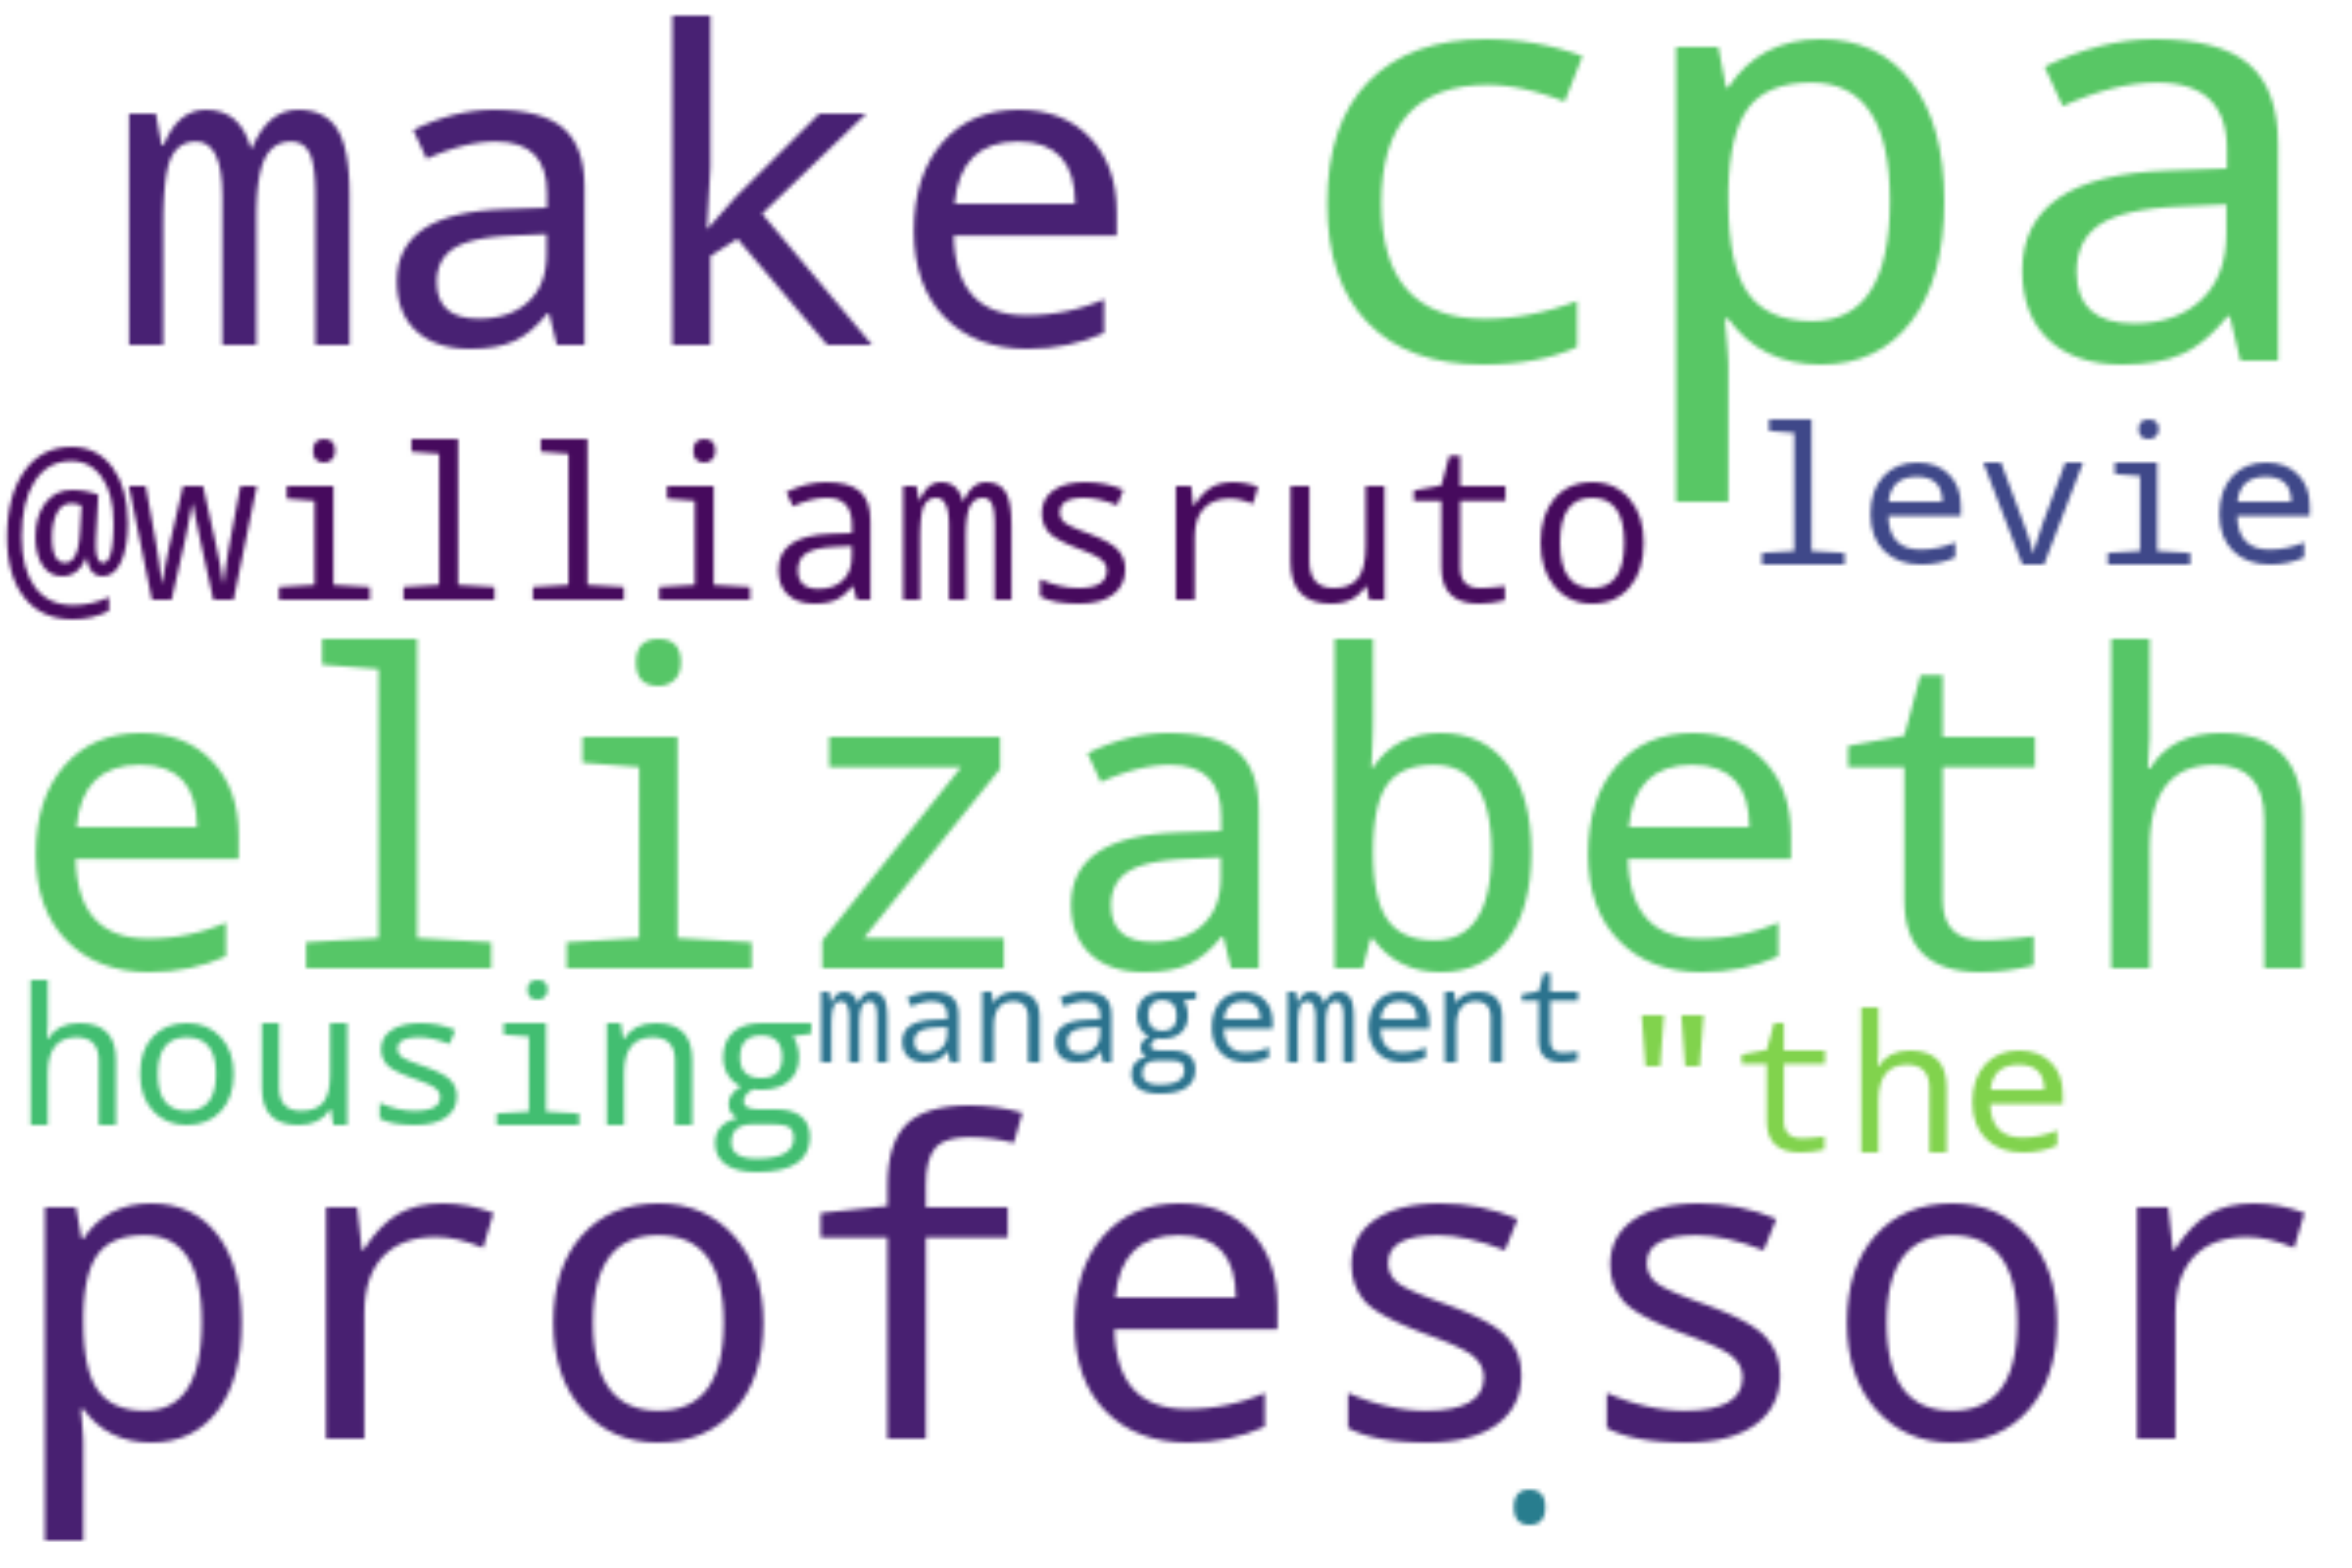 make cpa
@williamsruto levie
elizabeth
housing management "the
professor
.